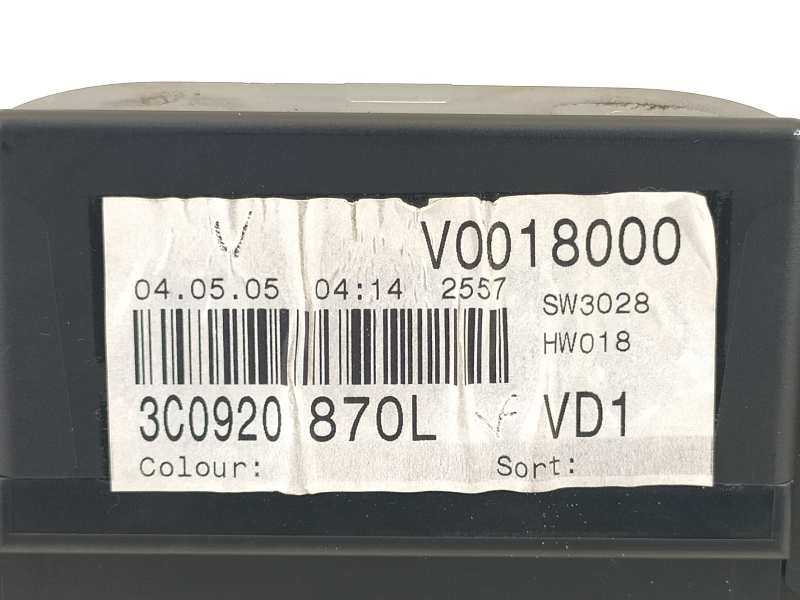 V V0018000
04.05.05 04:14 2557 SW3028
HW018
3C0920 870L VD1
Colour: Sort: